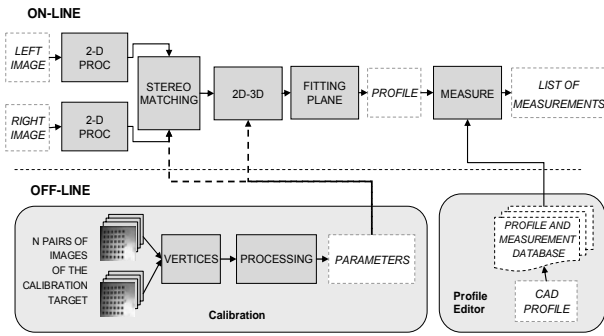 ON-LINE
LEFT
IMAGE
2-D
PROC
RIGHT
IMAGE
2-D
PROC
STEREO
MATCHING
2D-3D
FITTING
PLANE
PROFILE
MEASURE
LIST OF
MEASUREMENTS
OFF-LINE
N PAIRS OF
IMAGES
OF THE
CALIBRATION
TARGET
VERTICES
PROCESSING
PARAMETERS
Calibration
PROFILE AND
MEASUREMENT
DATABASE
Profile
Editor
CAD
PROFILE